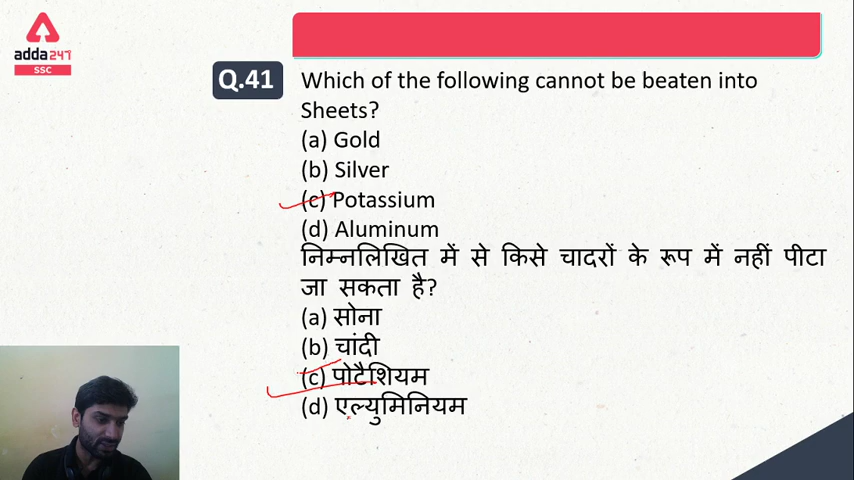 adda247
SSC
Q.41 Which of the following cannot be beaten into
Sheets?
(a) Gold
(b) Silver
(c) Potassium
(d) Aluminum
निम्नलिखित में से किसे चादरों के रूप में नहीं पीटा
जा सकता है?
(a) सोना
(b) चांदी
(c) पोटैशियम
(d) एल्युमिनियम